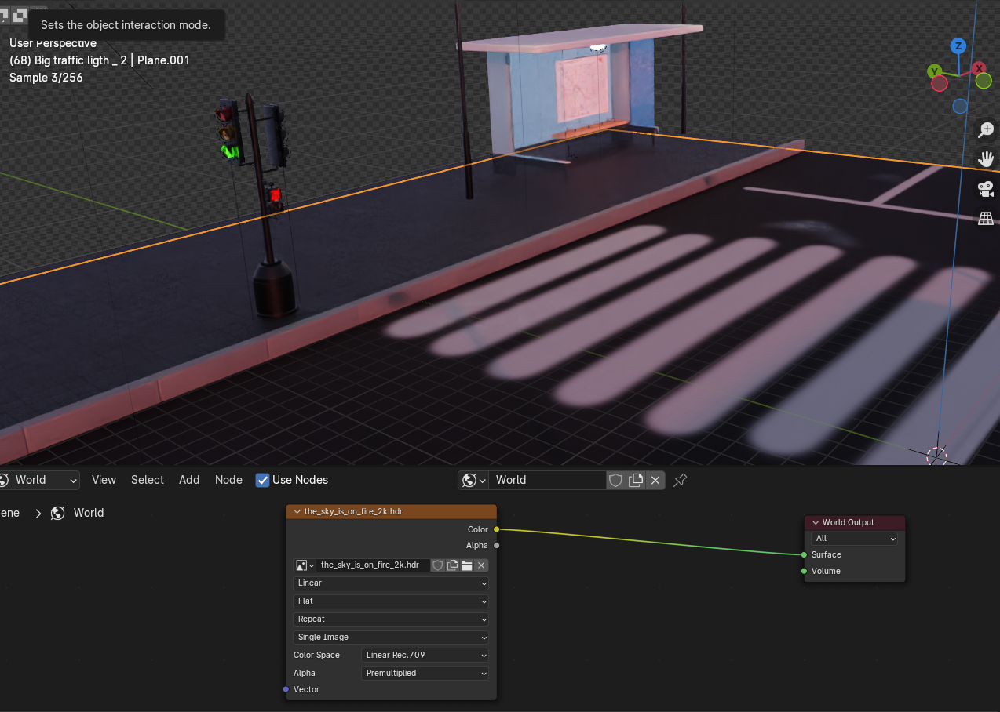 Sets the object interaction mode.
User Perspective
(68) Big traffic ligth _ 2 | Plane.001
Sample 3/256
Z
Y
X
World
View
Select
Add
Node
Use Nodes
World
ene
World
the_sky_is_on_fire_2k.hdr
Color
Alpha
the_sky_is_on_fire_2k.hdr
Linear
Flat
Repeat
Single Image
Color Space
Linear Rec.709
Alpha
Premultiplied
Vector
World Output
All
Surface
Volume